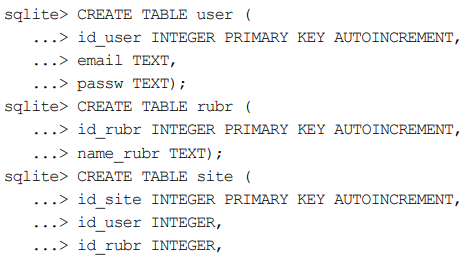 sqlite> CREATE TABLE user (
...> id_user INTEGER PRIMARY KEY AUTOINCREMENT,
...> email TEXT,
...> passw TEXT);
sqlite> CREATE TABLE rubr (
...> id_rubr INTEGER PRIMARY KEY AUTOINCREMENT,
...> name_rubr TEXT);
sqlite> CREATE TABLE site (
...> id_site INTEGER PRIMARY KEY AUTOINCREMENT,
...> id_user INTEGER,
...> id_rubr INTEGER,